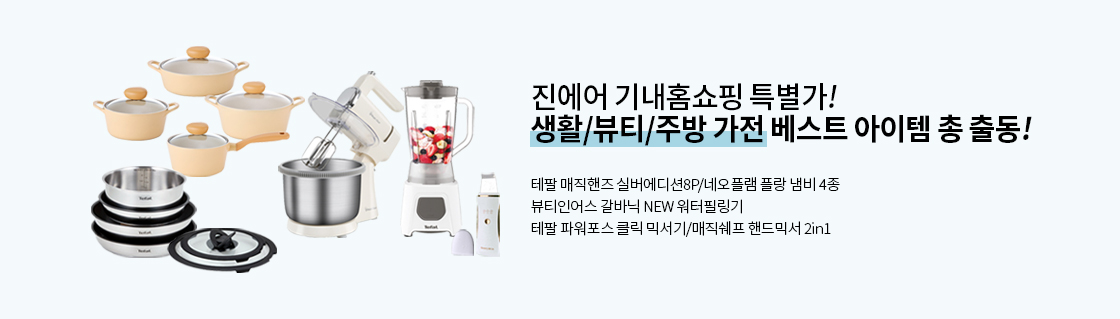 진에어 기내홈쇼핑 특별가!
생활/뷰티/주방 가전 베스트 아이템 총 출동!
테팔 매직핸즈 실버에디션8P/네오플램 플랑 냄비 4종
뷰티인어스 갈바닉 NEW 워터필링기
테팔 파워포스 클릭 믹서기/매직쉐프 핸드믹서 2in1
Tefal
Tefal
Tefal